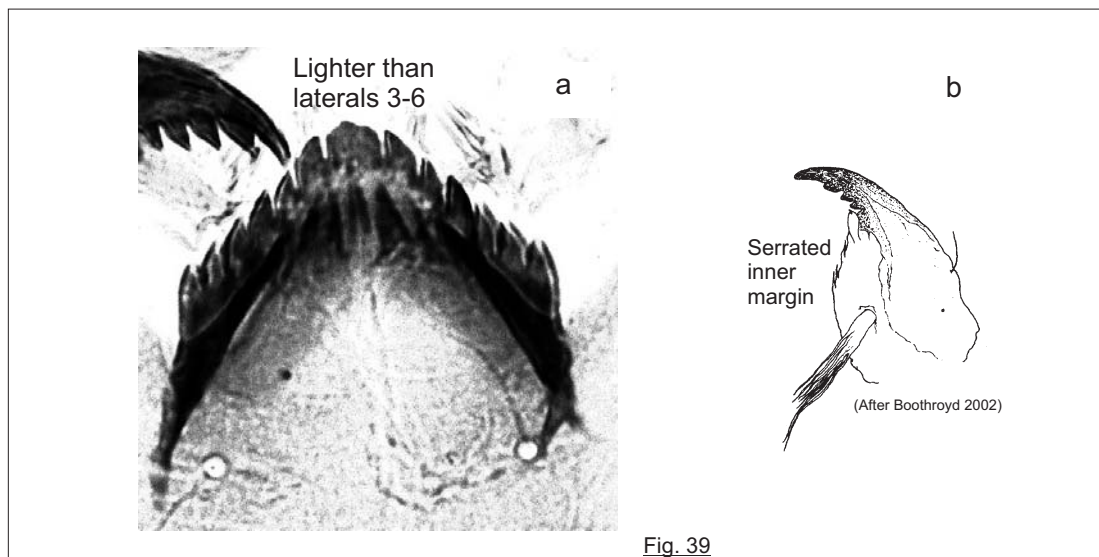 Lighter than
laterals 3-6
a
b
Serrated
inner
margin
(After Boothroyd 2002)
Fig. 39